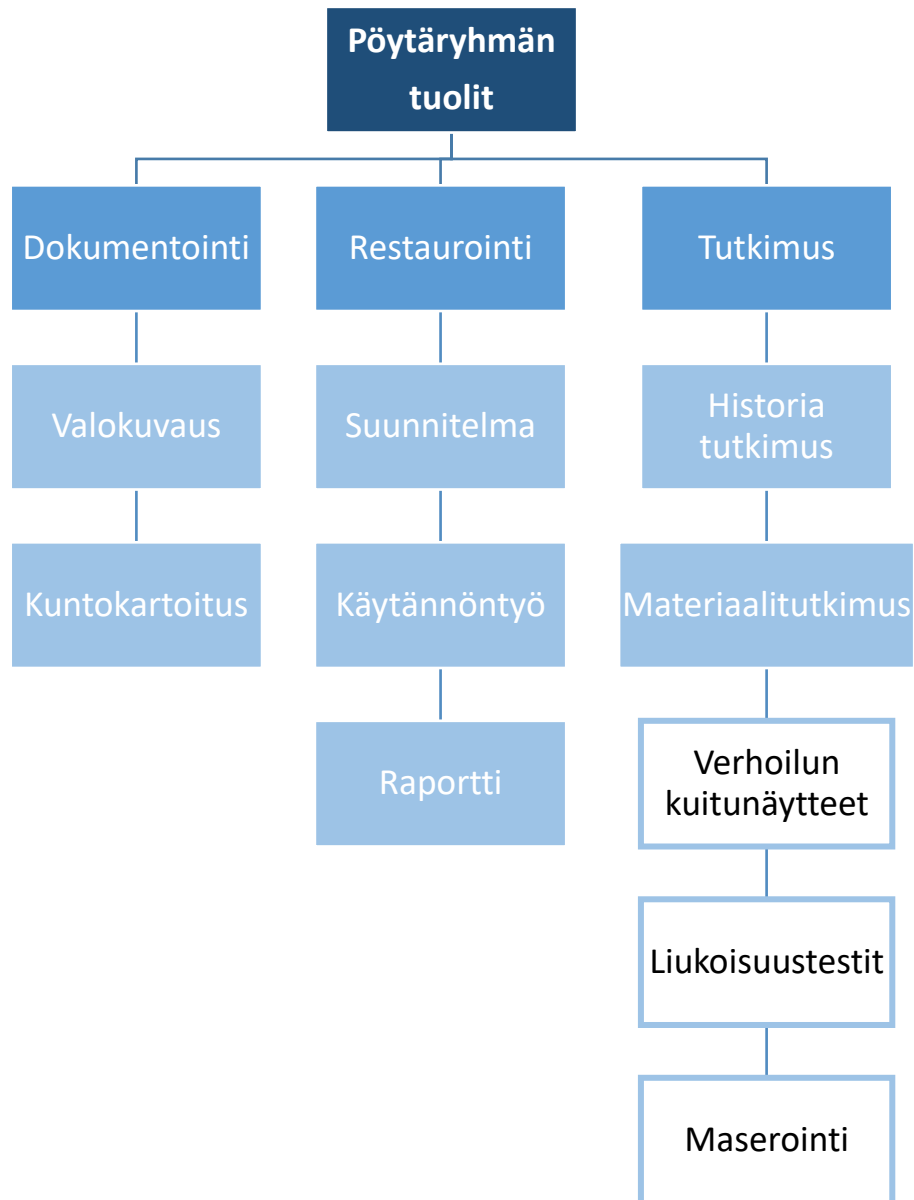 Pöytäryhmän
tuolit
Dokumentointi
Restaurointi
Tutkimus
Valokuvaus
Suunnitelma
Historia
tutkimus
Kuntokartoitus
Käytännöntyö
Materiaalitutkimus
Raportti
Verhoilun
kuitunäytteet
Liukoisuustestit
Maserointi